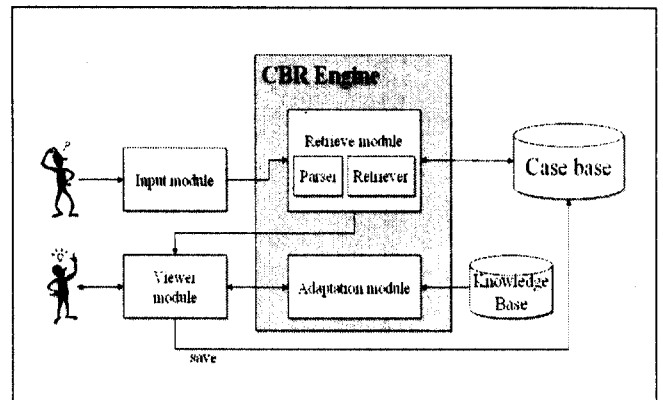 CBR Engine
?
Retrieve module
Parser
Retriever
Input module
Case base
Viewer
module
Adaptation module
Knowledge
Base
save